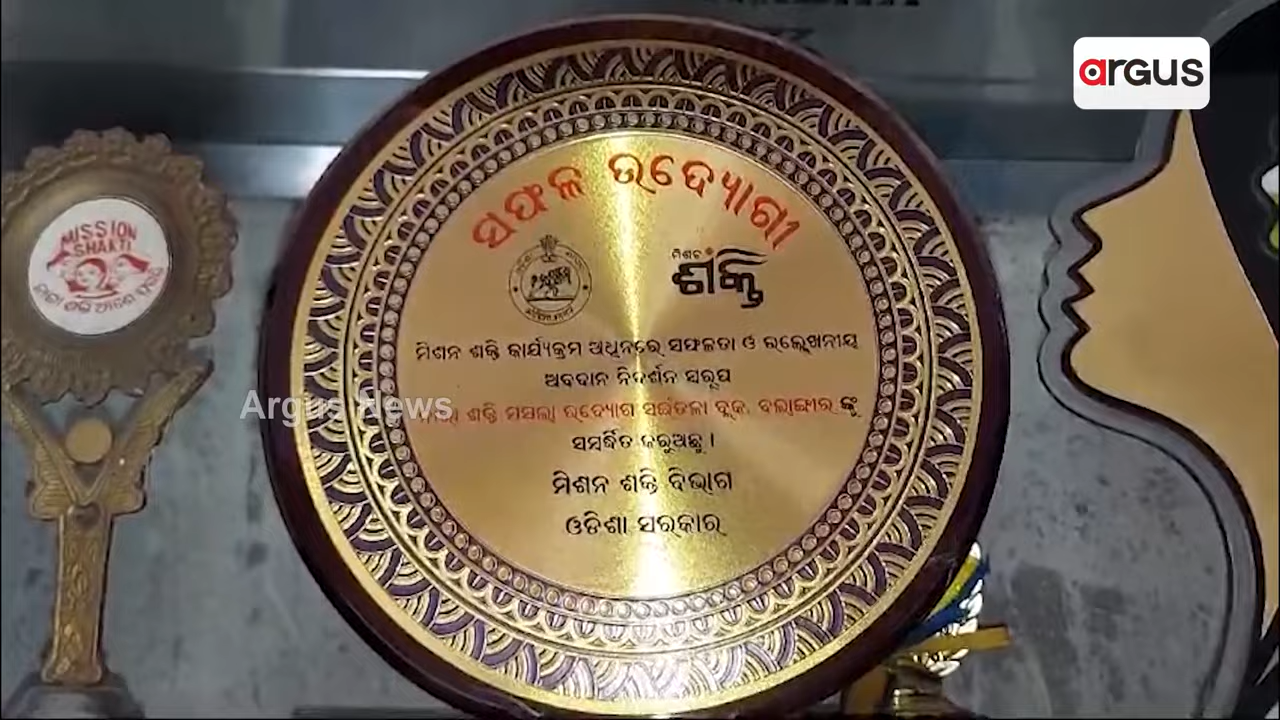 argus
MISSION
SHAKTI
ସଫଳ ଉଦ୍ୟୋଗୀ
ମିଶନ
ଶକ୍ତି
ମିଶନ ଶକ୍ତି କାର୍ଯ୍ୟକ୍ରମ ଅଧିନରେ ସଫଳତା ଓ ଉଲ୍ଲେଖନୀୟ
ଅବଦାନ ନିଦର୍ଶନ ସରୂପ
ଶକ୍ତି ମସଲା ଉଦ୍ୟୋଗ ସଇଁତଳା ବ୍ଲକ, ବଲାଙ୍ଗୀର ଙ୍କୁ
Argus News
ସମ୍ବର୍ଦ୍ଧିତ କରୁଅଛୁ ।
ମିଶନ ଶକ୍ତି ବିଭାଗ
ଓଡିଶା ସରକାର